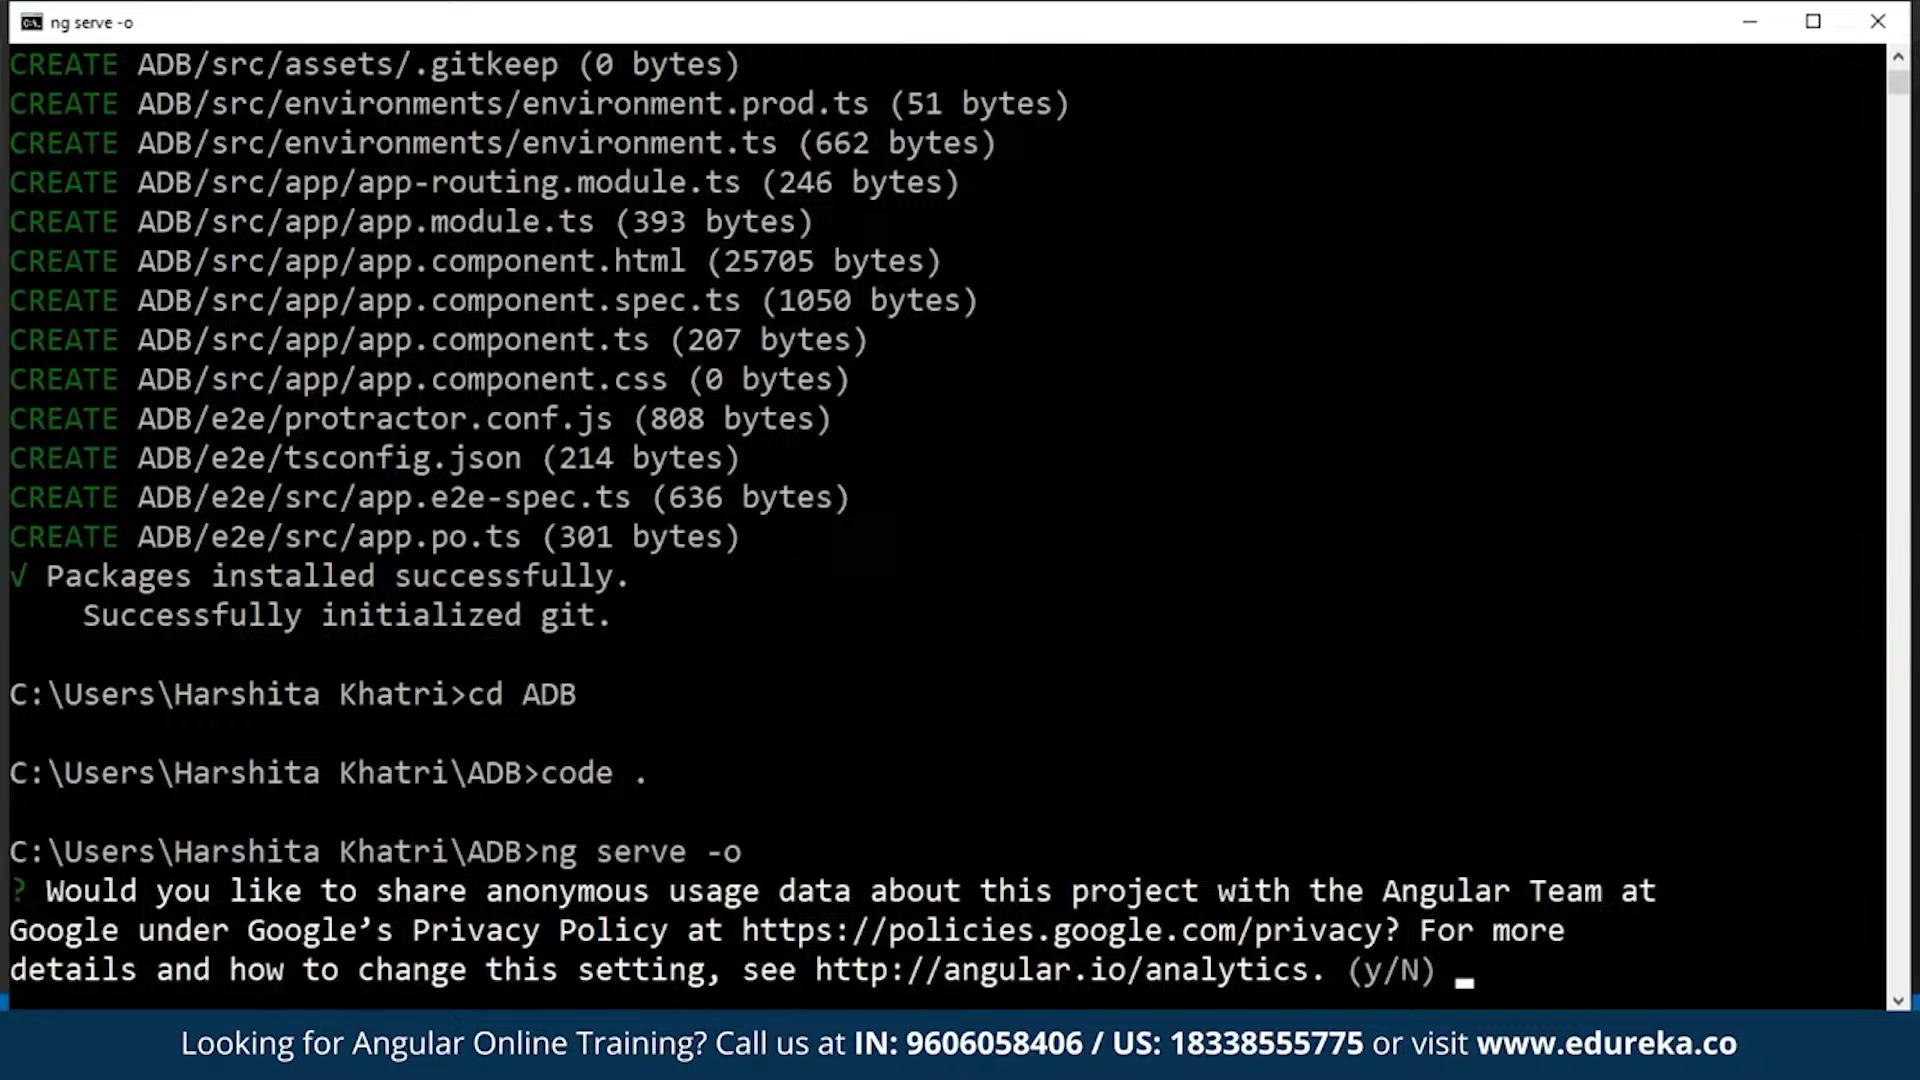 ng serve -o
CREATE ADB/src/assets/.gitkeep (0 bytes)
CREATE ADB/src/environments/environment.prod.ts (51 bytes)
CREATE ADB/src/environments/environment.ts (662 bytes)
CREATE ADB/src/app/app-routing.module.ts (246 bytes)
CREATE ADB/src/app/app.module.ts (393 bytes)
CREATE ADB/src/app/app.component.html (25705 bytes)
CREATE ADB/src/app/app.component.spec.ts (1050 bytes)
CREATE ADB/src/app/app.component.ts (207 bytes)
CREATE ADB/src/app/app.component.css (0 bytes)
CREATE ADB/e2e/protractor.conf.js (808 bytes)
CREATE ADB/e2e/tsconfig.json (214 bytes)
CREATE ADB/e2e/src/app.e2e-spec.ts (636 bytes)
CREATE ADB/e2e/src/app.po.ts (301 bytes)
√ Packages installed successfully.
Successfully initialized git.
C:\Users\Harshita Khatri>cd ADB
C:\Users\Harshita Khatri\ADB>code .
C:\Users\Harshita Khatri\ADB>ng serve -o
? Would you like to share anonymous usage data about this project with the Angular Team at
Google under Google’s Privacy Policy at https://policies.google.com/privacy? For more
details and how to change this setting, see http://angular.io/analytics. (y/N)
Looking for Angular Online Training? Call us at IN: 9606058406 / US: 18338555775 or visit www.edureka.co